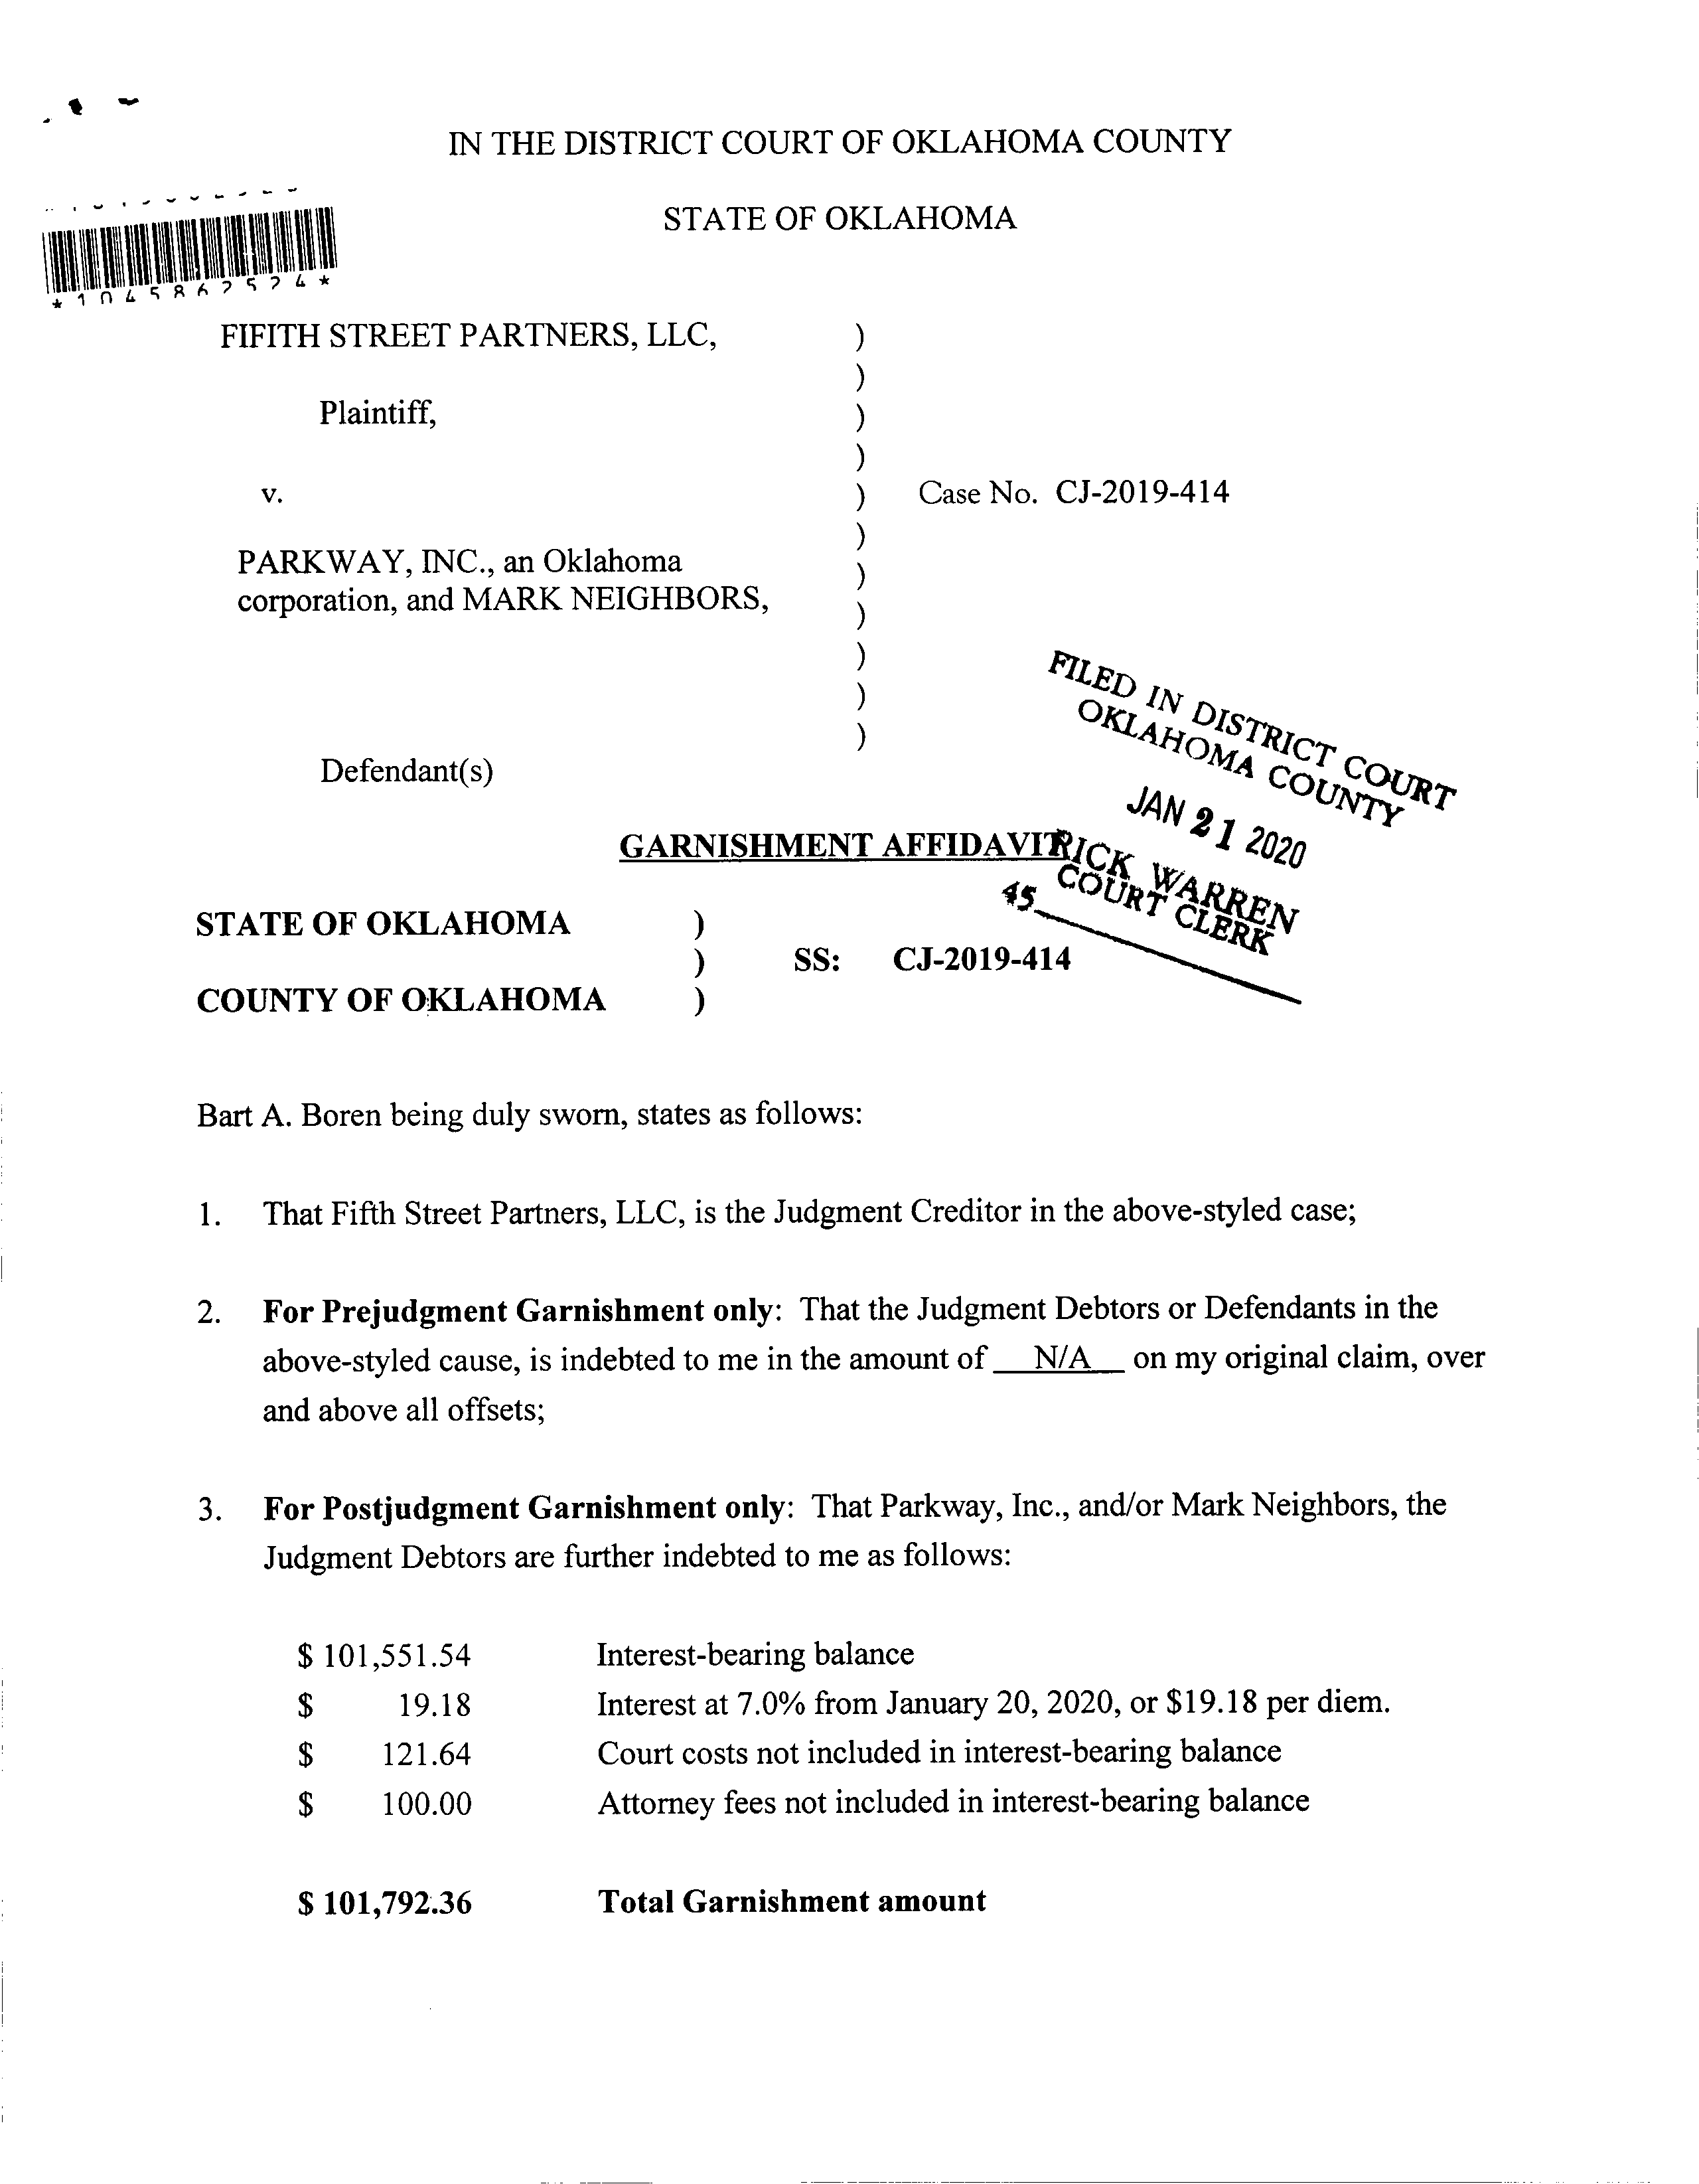 IN THE DISTRICT COURT OF OKLAHOMA COUNTY
STATE OF OKLAHOMA
FIFITH STREET PARTNERS, LLC,
Plaintiff,
v.
PARKWAY, INC., an Oklahoma
corporation, and MARK NEIGHBORS,
Defendant(s)
)
)
)
)
)
)
)
)
)
)
)
Case No. CJ-2019-414
FILED IN DISTRICT COURT
OKLAHOMA COUNTY
JAN 21 2020
RICK WARREN
COURT CLERK
45
GARNISHMENT AFFIDAVIT
STATE OF OKLAHOMA )
) SS: CJ-2019-414
COUNTY OF OKLAHOMA )
Bart A. Boren being duly sworn, states as follows:
1. That Fifth Street Partners, LLC, is the Judgment Creditor in the above-styled case;
2. For Prejudgment Garnishment only: That the Judgment Debtors or Defendants in the
above-styled cause, is indebted to me in the amount of N/A on my original claim, over
and above all offsets;
3. For Postjudgment Garnishment only: That Parkway, Inc., and/or Mark Neighbors, the
Judgment Debtors are further indebted to me as follows:
$ 101,551.54 Interest-bearing balance
$ 19.18 Interest at 7.0% from January 20, 2020, or $19.18 per diem.
$ 121.64 Court costs not included in interest-bearing balance
$ 100.00 Attorney fees not included in interest-bearing balance
$ 101,792.36 Total Garnishment amount